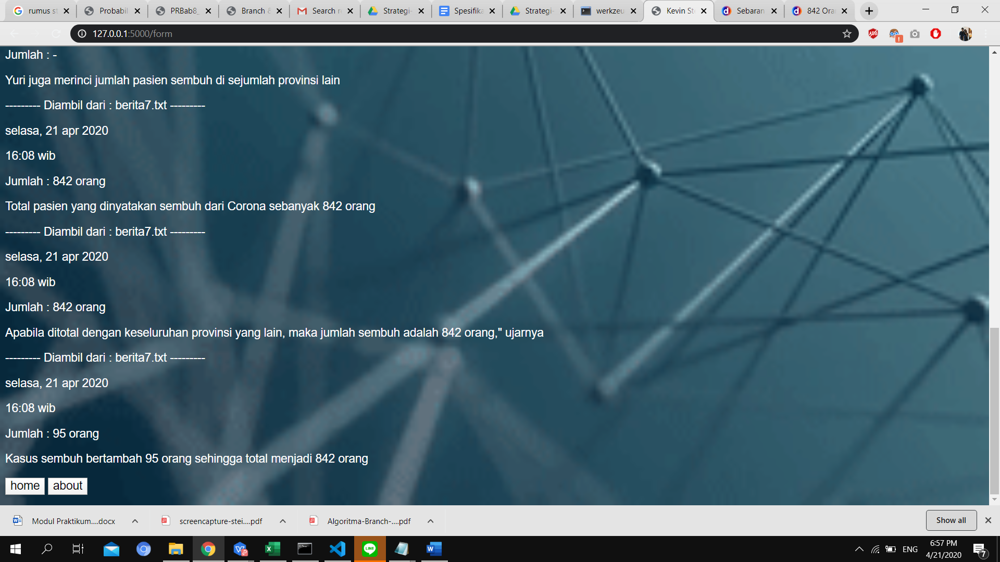 rumus st
Probabil
PRBab8_
Branch &
Search re
Strategi-
Spesifika
Strategi-
werkzeu
Kevin Ste
Sebaran
842 Oran
127.0.0.1:5000/form
Jumlah : -
Yuri juga merinci jumlah pasien sembuh di sejumlah provinsi lain
--------- Diambil dari : berita7.txt ---------
selasa, 21 apr 2020
16:08 wib
Jumlah : 842 orang
Total pasien yang dinyatakan sembuh dari Corona sebanyak 842 orang
--------- Diambil dari : berita7.txt ---------
selasa, 21 apr 2020
16:08 wib
Jumlah : 842 orang
Apabila ditotal dengan keseluruhan provinsi yang lain, maka jumlah sembuh adalah 842 orang," ujarnya
--------- Diambil dari : berita7.txt ---------
selasa, 21 apr 2020
16:08 wib
Jumlah : 95 orang
Kasus sembuh bertambah 95 orang sehingga total menjadi 842 orang
home about
Modul Praktikum....docx
screencapture-stei....pdf
Algoritma-Branch-....pdf
Show all
ENG
6:57 PM
4/21/2020
7